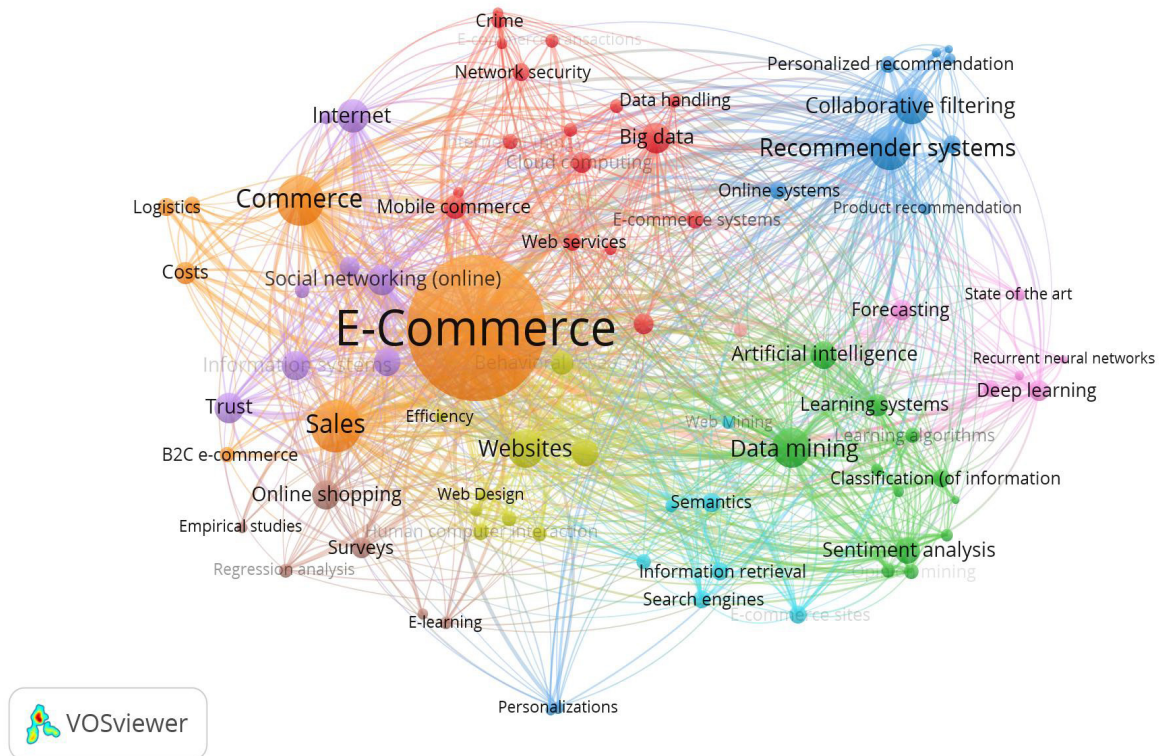 Crime
E-commerce transactions
Network security
Personalized recommendation
Data handling
Collaborative filtering
Internet
Big data
Recommender systems
Cloud computing
Online systems
Commerce
Logistics
Mobile commerce
Product recommendation
E-commerce systems
Web services
Costs
Social networking (online)
State of the art
Forecasting
E-Commerce
Artificial intelligence
Recurrent neural networks
Information systems
Behavioral
Deep learning
Trust
Efficiency
Learning systems
Sales
Web Mining
Learning algorithms
B2C e-commerce
Websites
Data mining
Classification (of information
Online shopping
Web Design
Semantics
Empirical studies
Human computer interaction
Surveys
Sentiment analysis
Regression analysis
Information retrieval
mining
Search engines
E-commerce sites
E-learning
Personalizations
VOSviewer